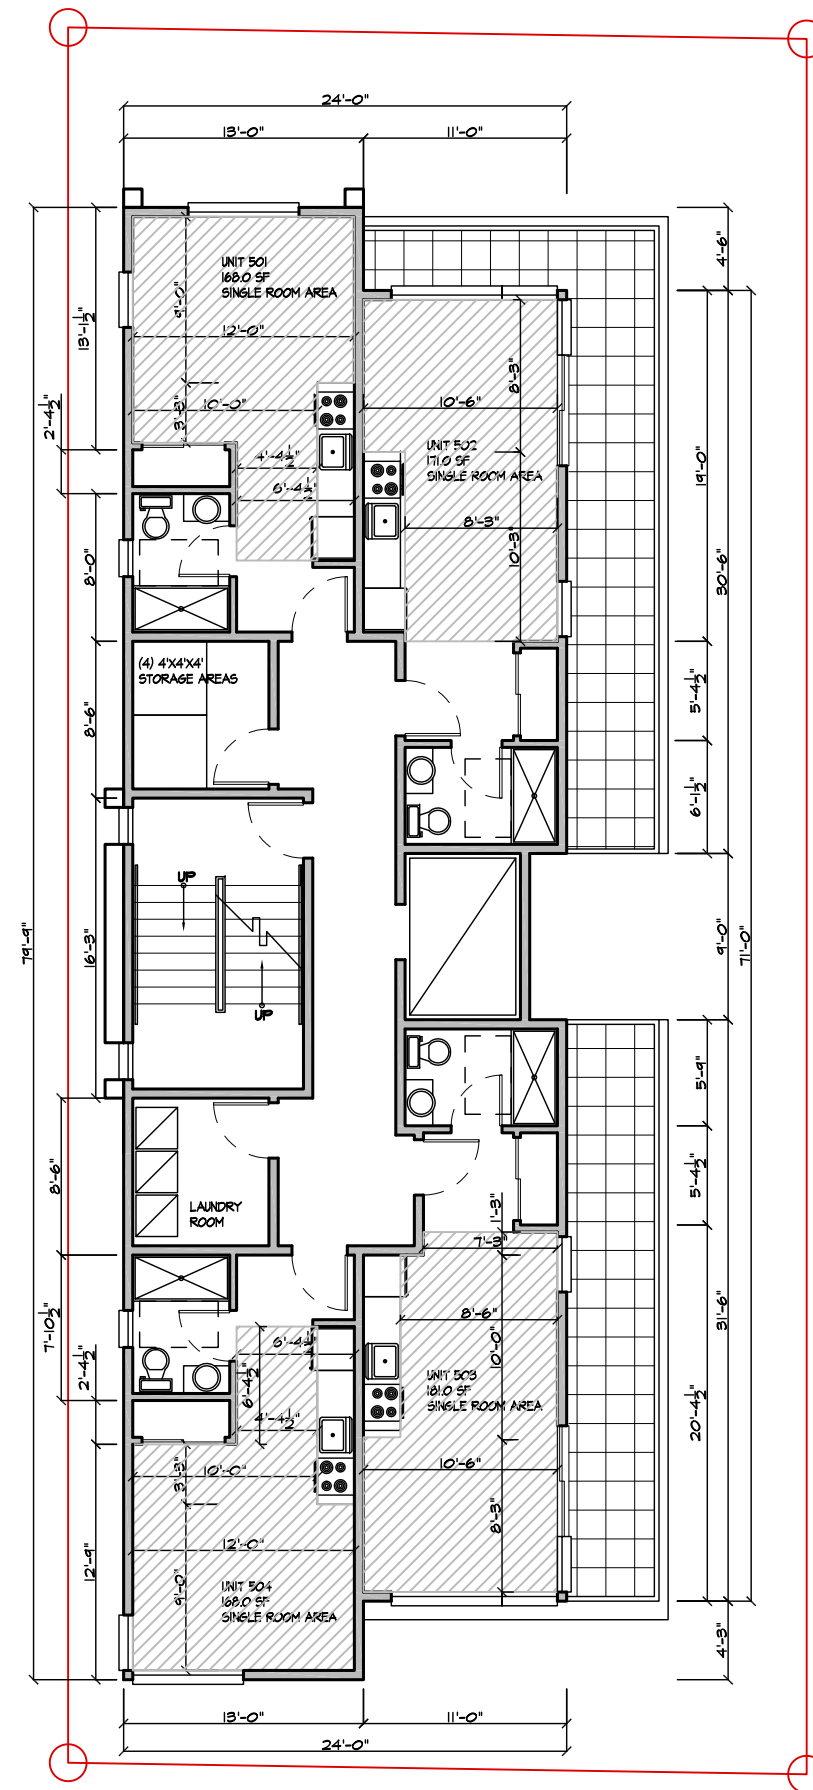 24'-0"
13'-0"
11'-0"
4'-6"
UNIT 501
168.0 SF
SINGLE ROOM AREA
9'-0"
13'-1½"
12'-0"
8'-3"
10'-6"
10'-0"
3'-3"
2'-4½"
UNIT 502
171.0 SF
SINGLE ROOM AREA
4'-4½"
6'-4½"
19'-0"
8'-3"
10'-3"
8'-0"
30'-6"
(4) 4'X4'X4'
STORAGE AREAS
5'-4½"
8'-6"
6'-1½"
UP
79'-9"
16'-3"
9'-0"
71'-0"
UP
5'-9"
8'-6"
5'-4½"
LAUNDRY
ROOM
1'-3"
7'-3"
7'-10½"
8'-6"
31'-6"
6'-4½"
10'-0"
2'-4½"
6'-4½"
UNIT 503
181.0 SF
SINGLE ROOM AREA
4'-4½"
20'-4½"
10'-0"
3'-3"
10'-6"
8'-3"
12'-0"
12'-9"
9'-0"
UNIT 504
168.0 SF
SINGLE ROOM AREA
4'-3"
13'-0"
11'-0"
24'-0"